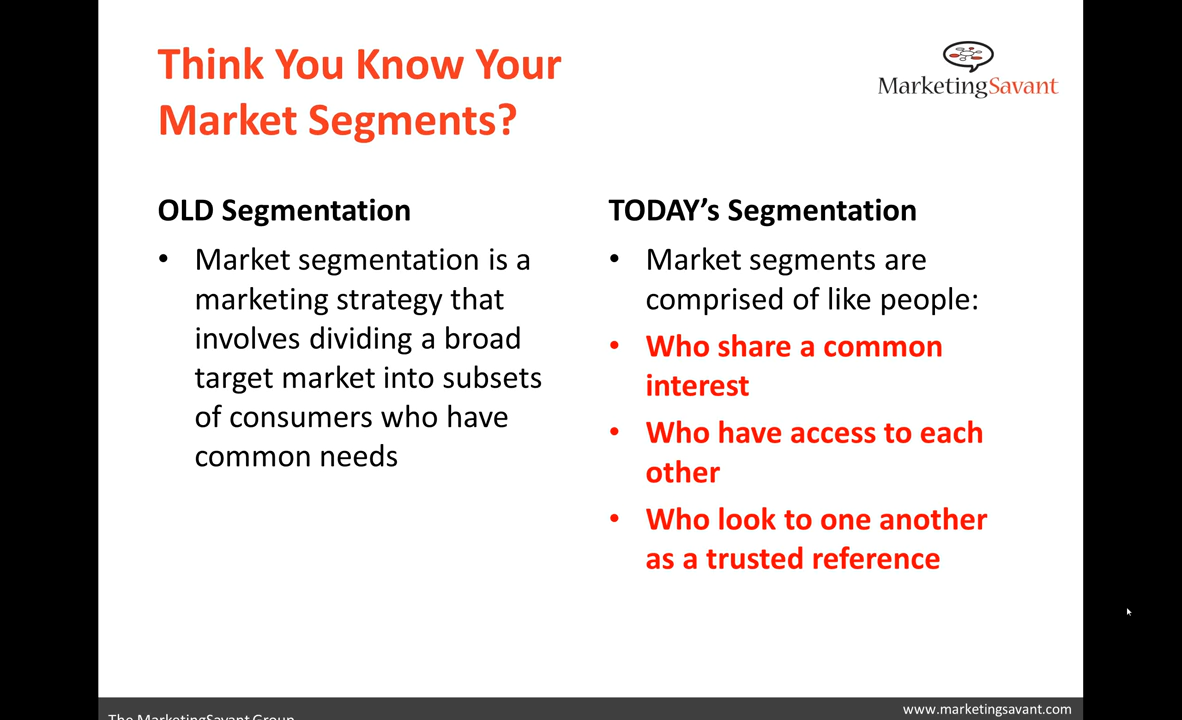 Think You Know Your
Market Segments?
MarketingSavant
OLD Segmentation
• Market segmentation is a
marketing strategy that
involves dividing a broad
target market into subsets
of consumers who have
common needs
TODAY’s Segmentation
• Market segments are
comprised of like people:
• Who share a common
interest
• Who have access to each
other
• Who look to one another
as a trusted reference
The MarketingSavant Group
www.marketingsavant.com